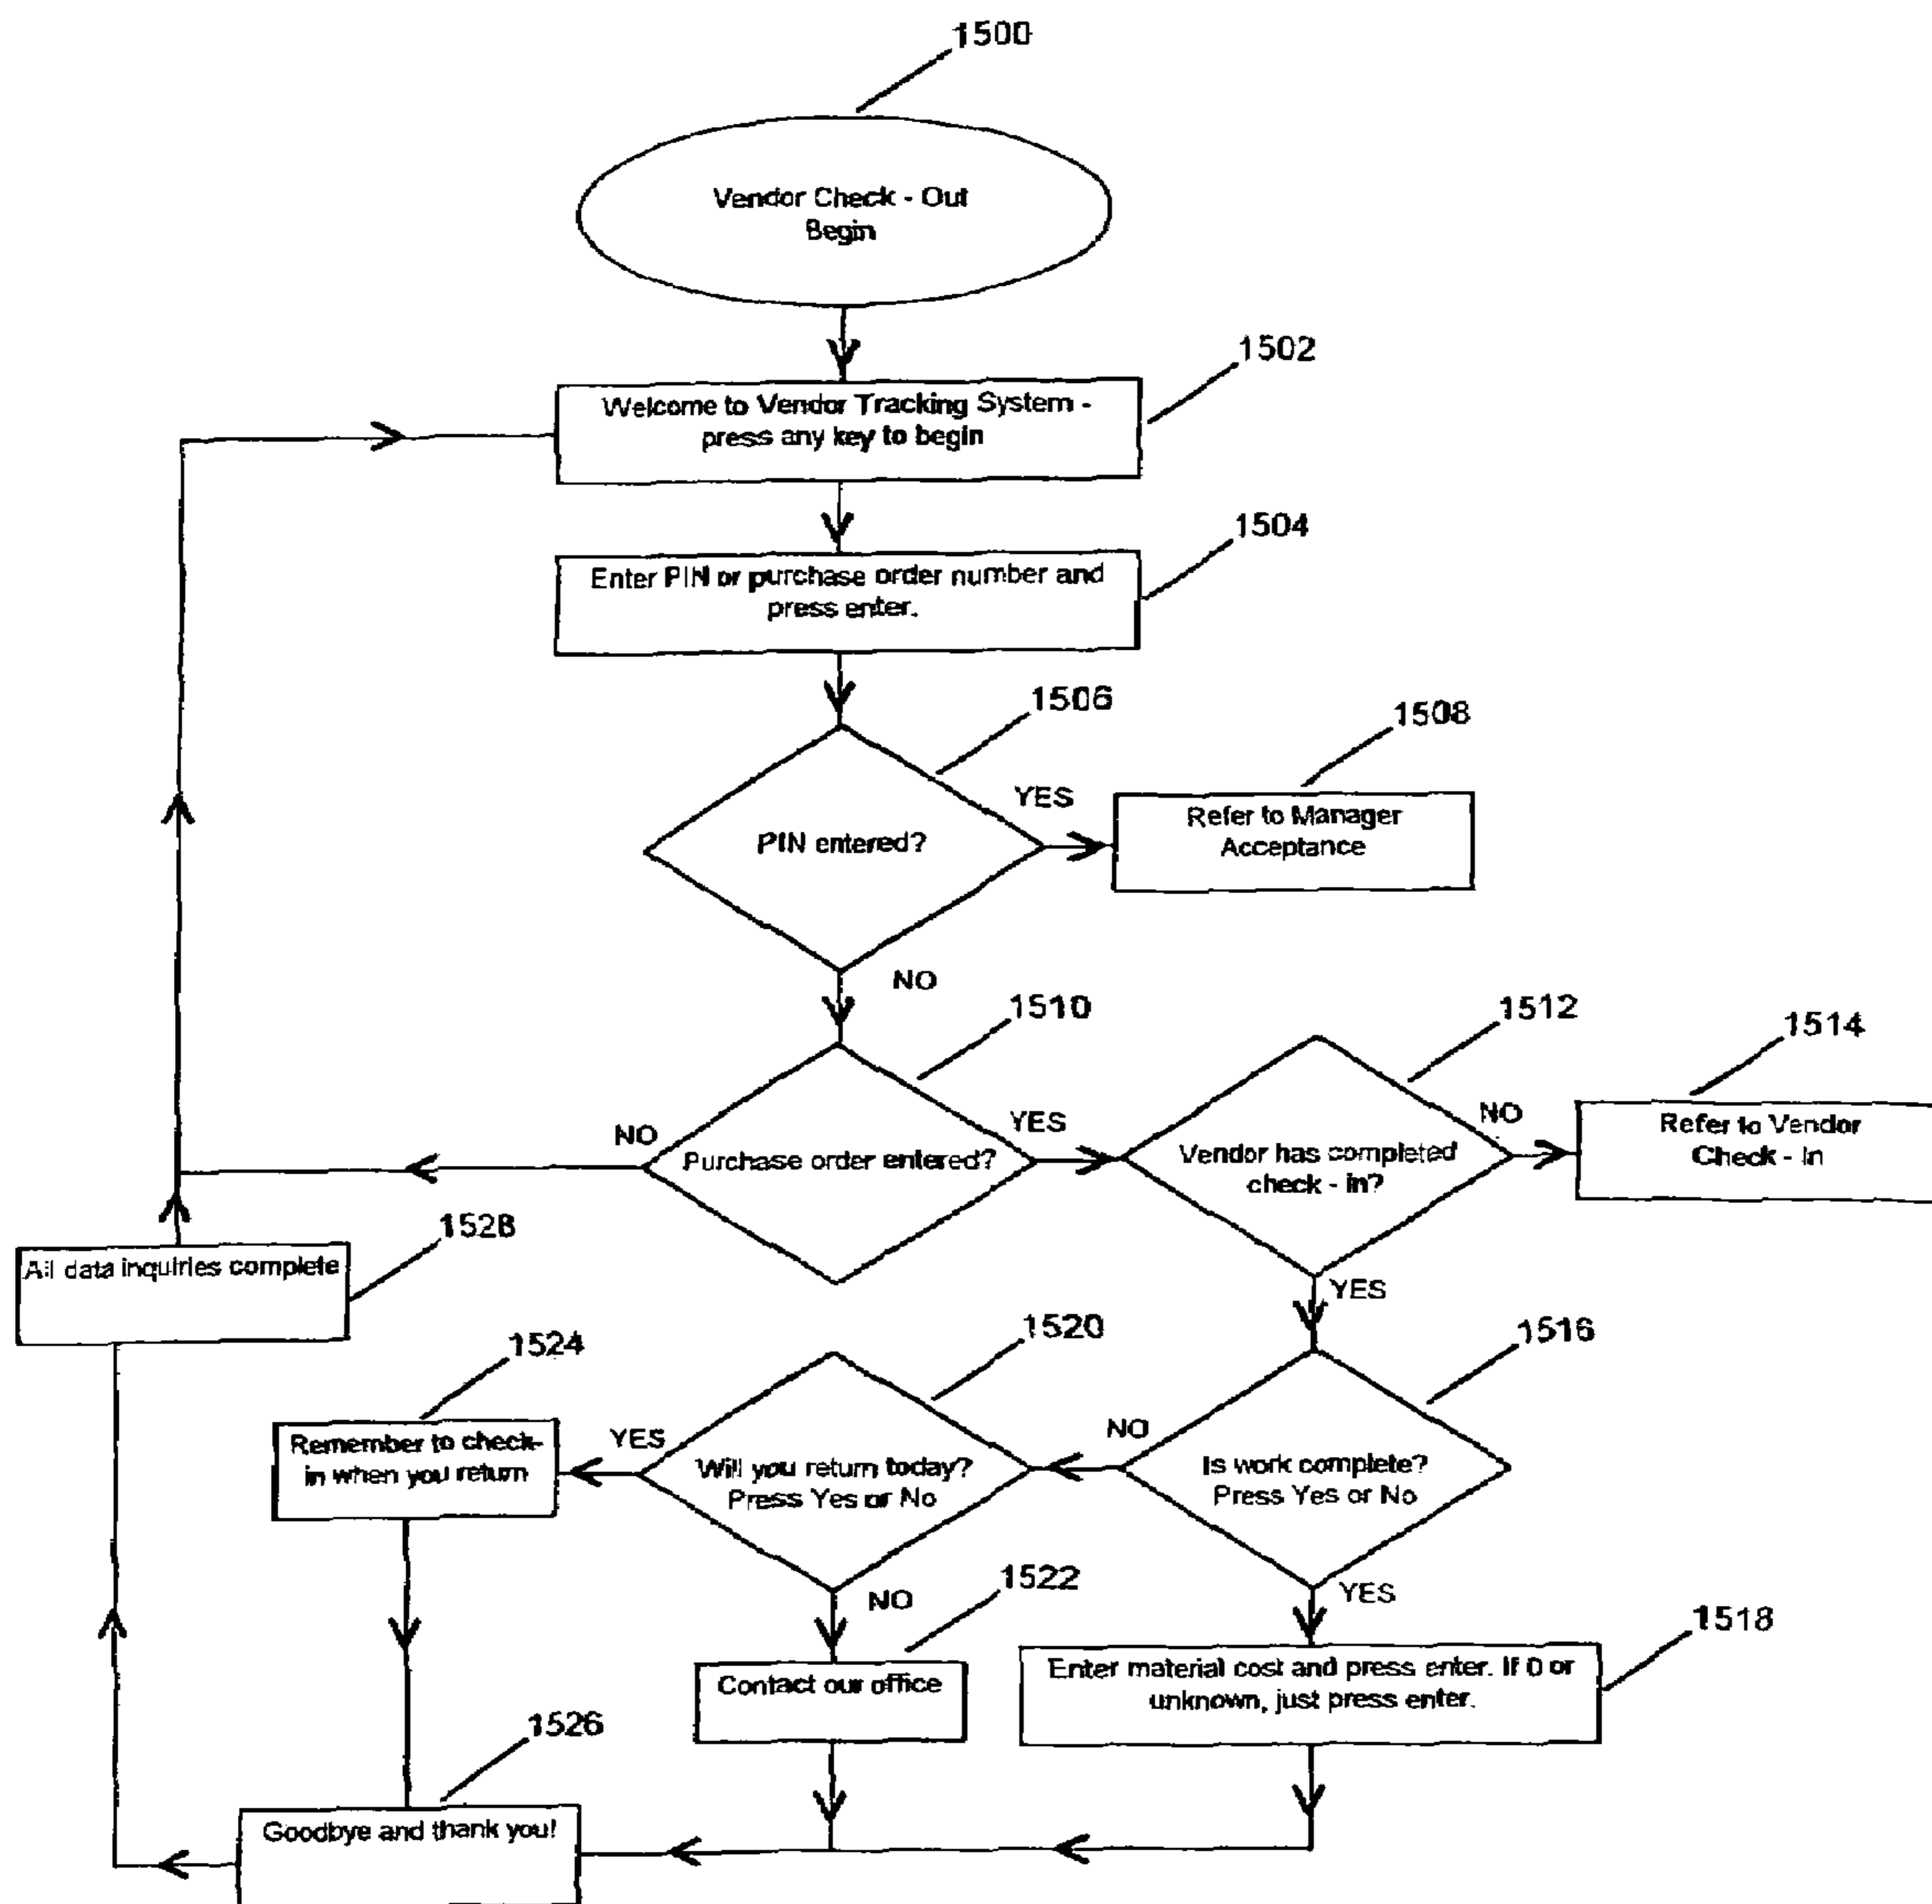 1500
Vendor Check - Out
Begin
1502
Welcome to Vendor Tracking System -
press any key to begin
1504
Enter PIN or purchase order number and
press enter.
1506
1508
YES
PIN entered?
Refer to Manager
Acceptance
NO
1510
1512
1514
NO
Purchase order entered?
YES
Vendor has completed
check - in?
NO
Refer to Vendor
Check - In
1528
All data inquiries complete
YES
1524
1520
1516
Remember to check-
in when you return
YES
Will you return today?
Press Yes or No
NO
Is work complete?
Press Yes or No
NO
1522
YES
1518
Contact our office
Enter material cost and press enter. If 0 or
unknown, just press enter.
1526
Goodbye and thank you!